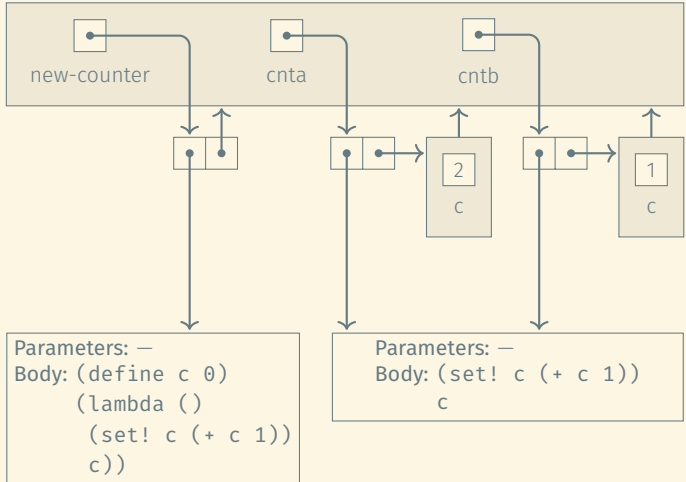 new-counter cnta cntb
2 1
c c
Parameters: —
Body: (define c 0)
(lambda ()
(set! c (+ c 1))
c))
Parameters: —
Body: (set! c (+ c 1))
c